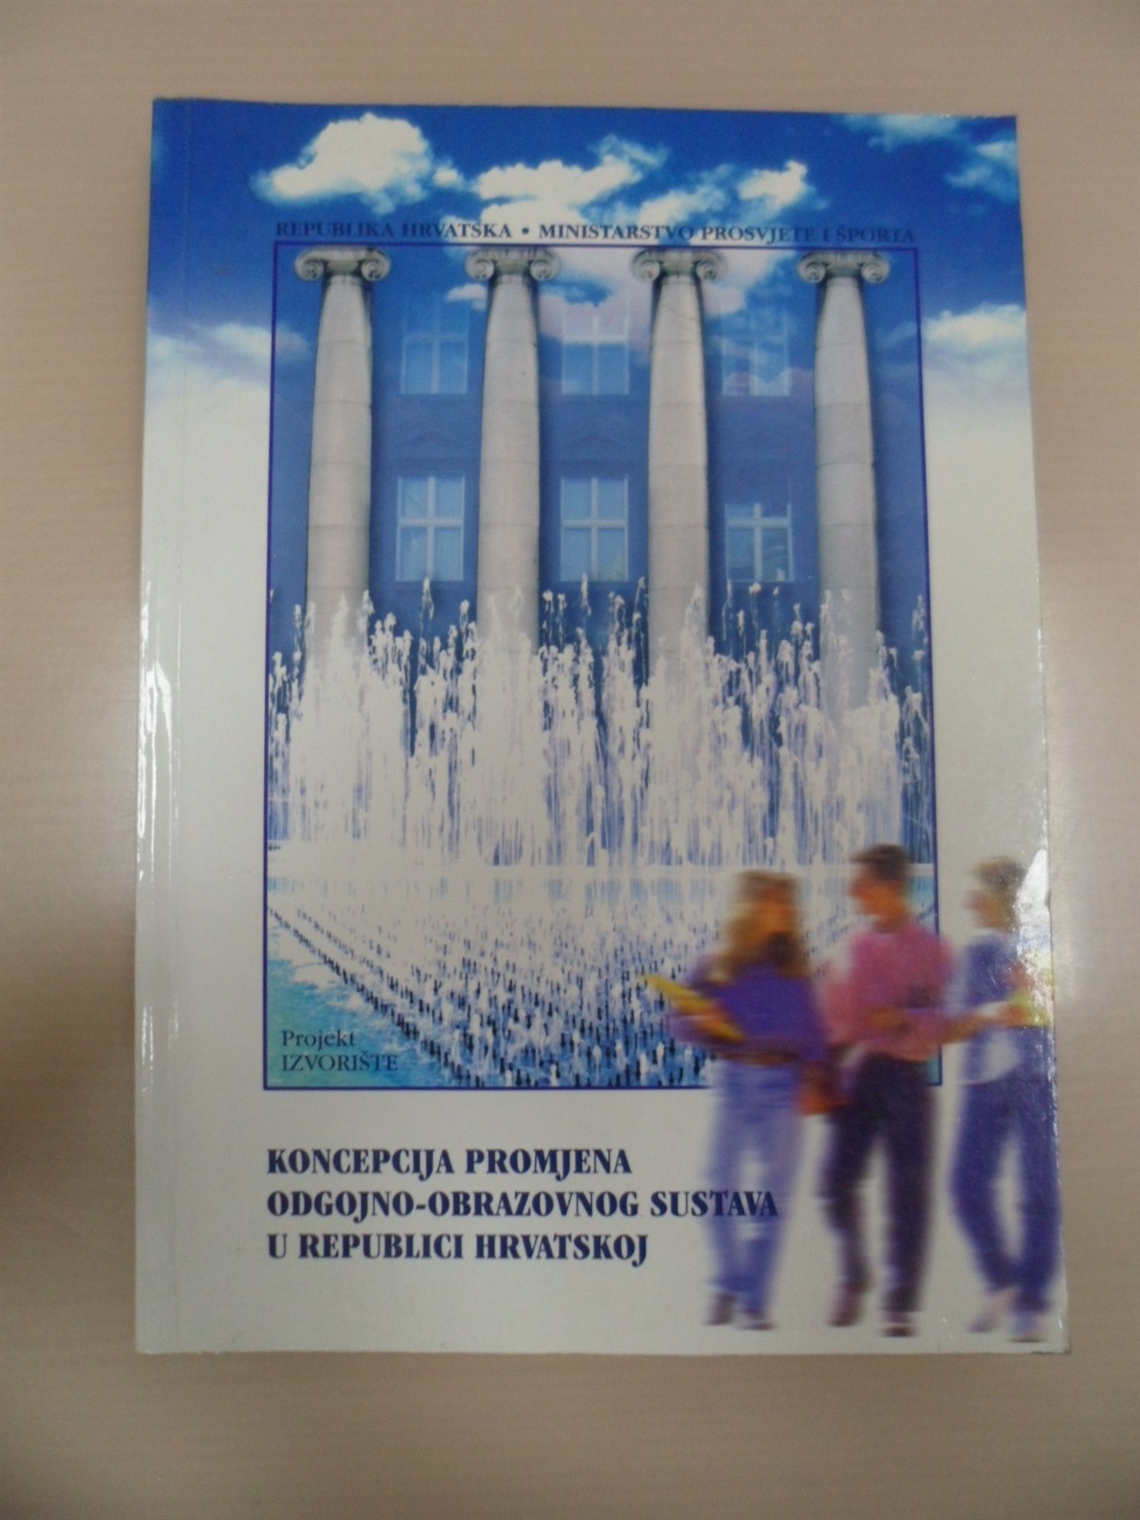 REPUBLIKA HRVATSKA • MINISTARSTVO PROSVJETE I ŠPORTA
Projekt
IZVORIŠTE
KONCEPCIJA PROMJENA
ODGOJNO-OBRAZOVNOG SUSTAVA
U REPUBLICI HRVATSKOJ